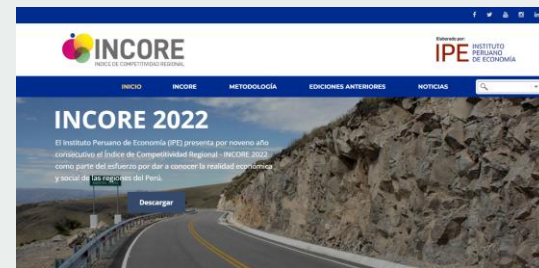 INCORE
ÍNDICE DE COMPETITIVIDAD REGIONAL
Elaborado por:
IPE
INSTITUTO
PERUANO
DE ECONOMÍA
INICIO
INCORE
METODOLOGÍA
EDICIONES ANTERIORES
NOTICIAS
INCORE 2022
El Instituto Peruano de Economía (IPE) presenta por noveno año
consecutivo el Índice de Competitividad Regional - INCORE 2022
como parte del esfuerzo por dar a conocer la realidad económica
y social de las regiones del Perú.
Descargar